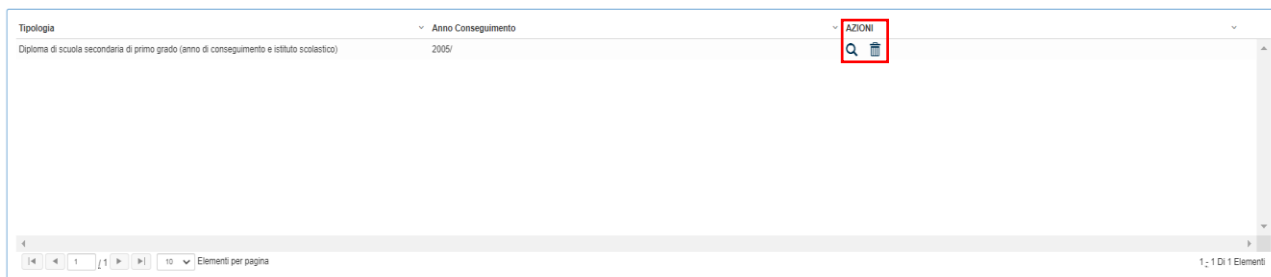 Tipologia Anno Conseguimento AZIONI
Diploma di scuola secondaria di primo grado (anno di conseguimento e istituto scolastico) 2005/
1 / 1 10 Elementi per pagina 1 - 1 Di 1 Elementi